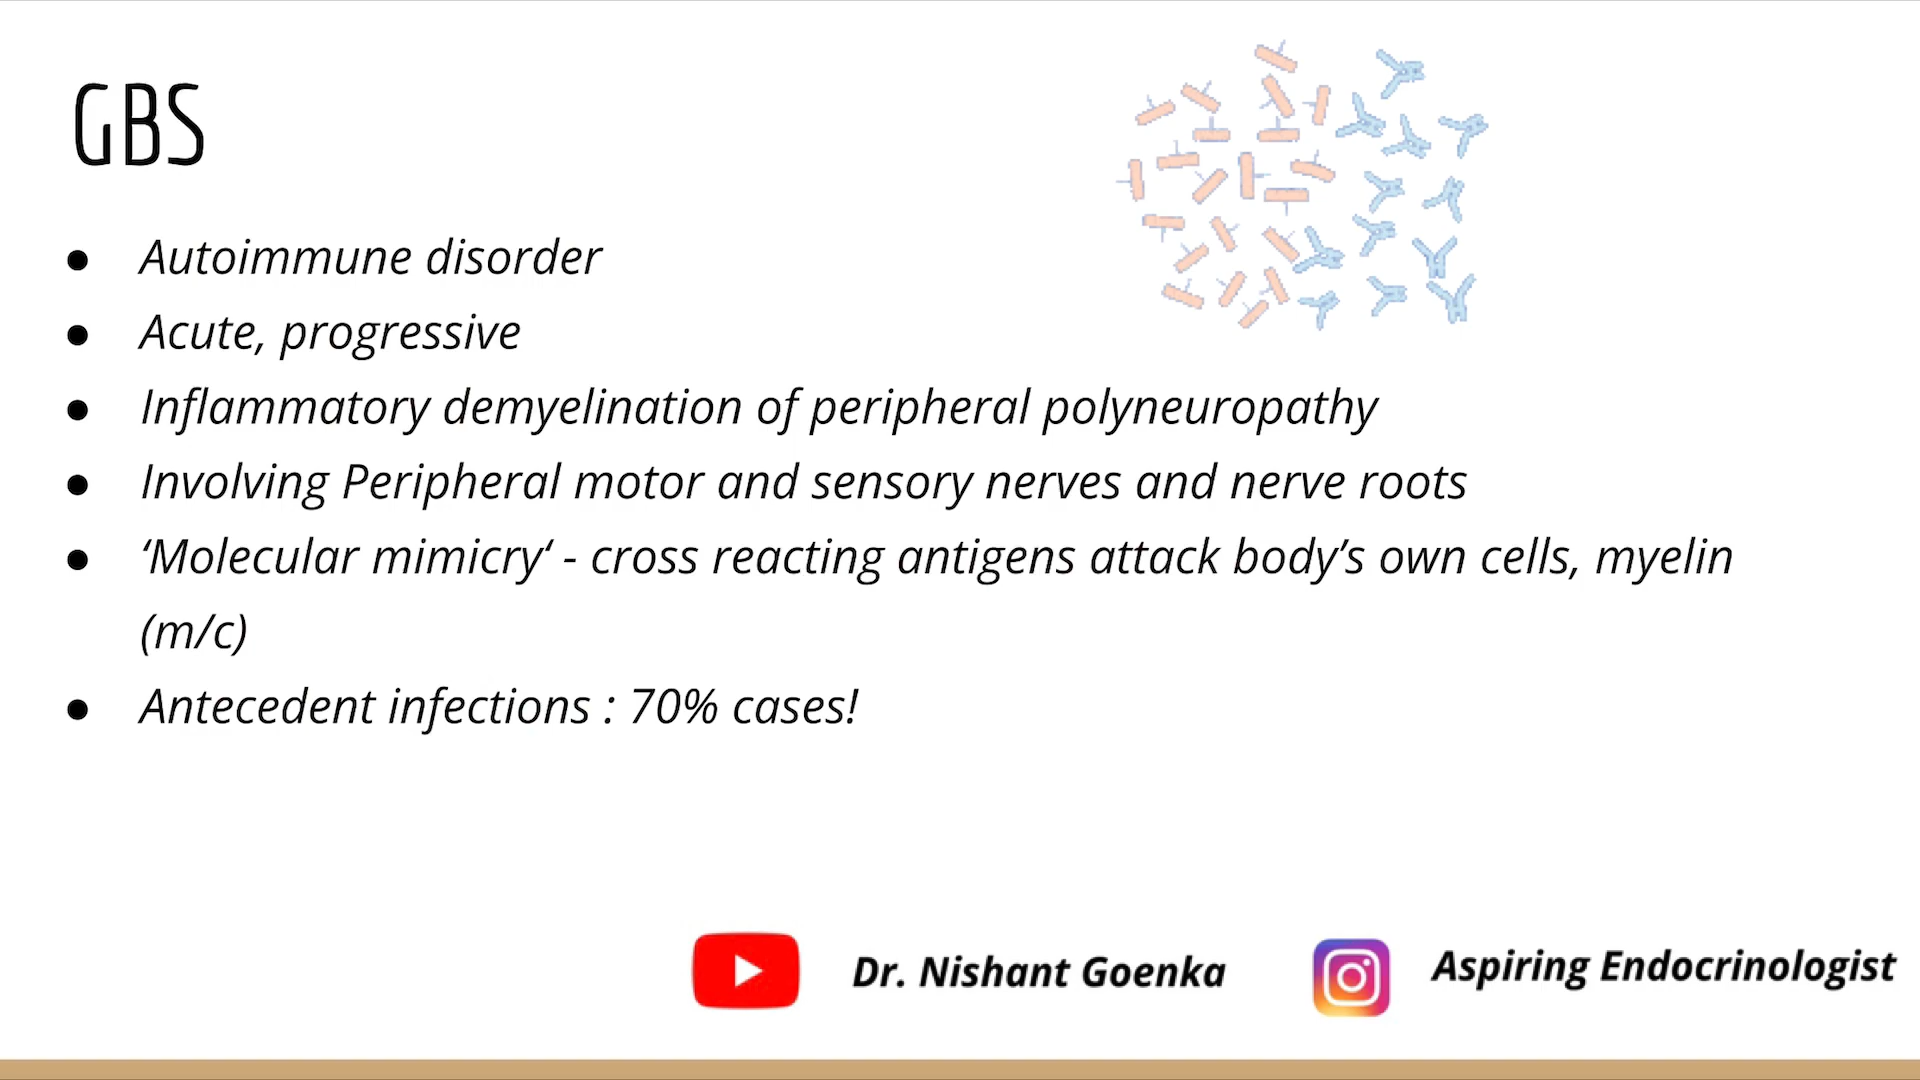 GBS
● Autoimmune disorder
● Acute, progressive
● Inflammatory demyelination of peripheral polyneuropathy
● Involving Peripheral motor and sensory nerves and nerve roots
● ‘Molecular mimicry‘ - cross reacting antigens attack body’s own cells, myelin
(m/c)
● Antecedent infections : 70% cases!
Dr. Nishant Goenka
Aspiring Endocrinologist